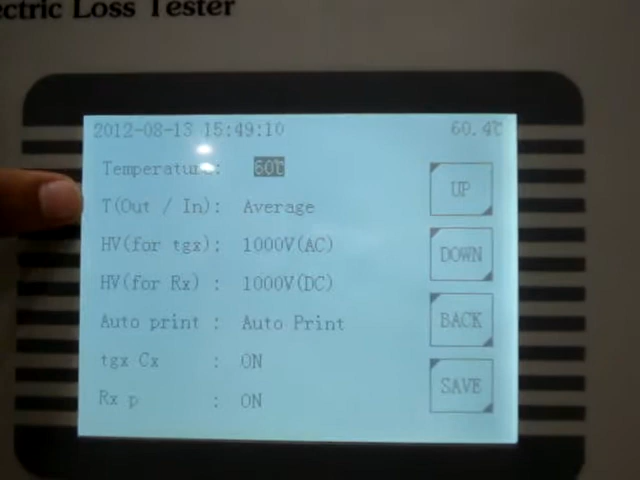 ctric Loss Tester
2012-08-13 15:49:10 60.4℃
Temperature: 60℃
T(Out / In): Average
HV(for tgx): 1000V(AC)
HV(for Rx) : 1000V(DC)
Auto print : Auto Print
tgx Cx : ON
Rx p : ON
UP
DOWN
BACK
SAVE